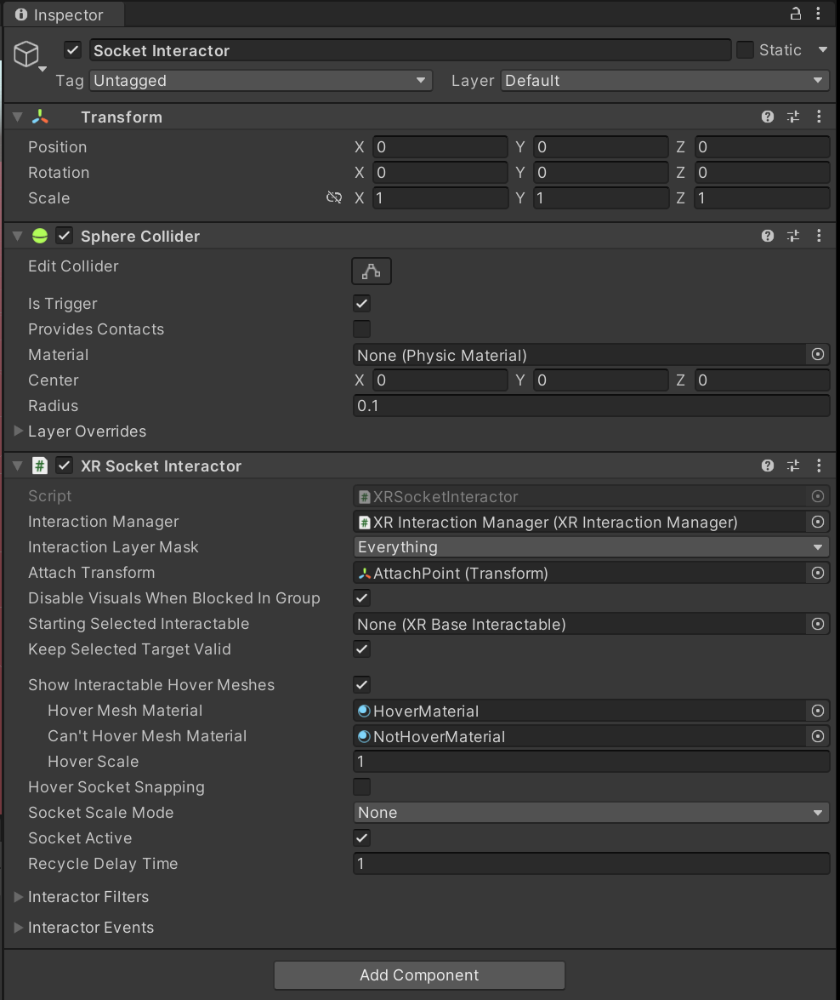 Inspector
Socket Interactor Static
Tag Untagged Layer Default
Transform
Position X 0 Y 0 Z 0
Rotation X 0 Y 0 Z 0
Scale X 1 Y 1 Z 1
Sphere Collider
Edit Collider
Is Trigger
Provides Contacts
Material None (Physic Material)
Center X 0 Y 0 Z 0
Radius 0.1
Layer Overrides
# XR Socket Interactor
Script # XRSocketInteractor
Interaction Manager # XR Interaction Manager (XR Interaction Manager)
Interaction Layer Mask Everything
Attach Transform AttachPoint (Transform)
Disable Visuals When Blocked In Group
Starting Selected Interactable None (XR Base Interactable)
Keep Selected Target Valid
Show Interactable Hover Meshes
Hover Mesh Material HoverMaterial
Can't Hover Mesh Material NotHoverMaterial
Hover Scale 1
Hover Socket Snapping
Socket Scale Mode None
Socket Active
Recycle Delay Time 1
Interactor Filters
Interactor Events
Add Component